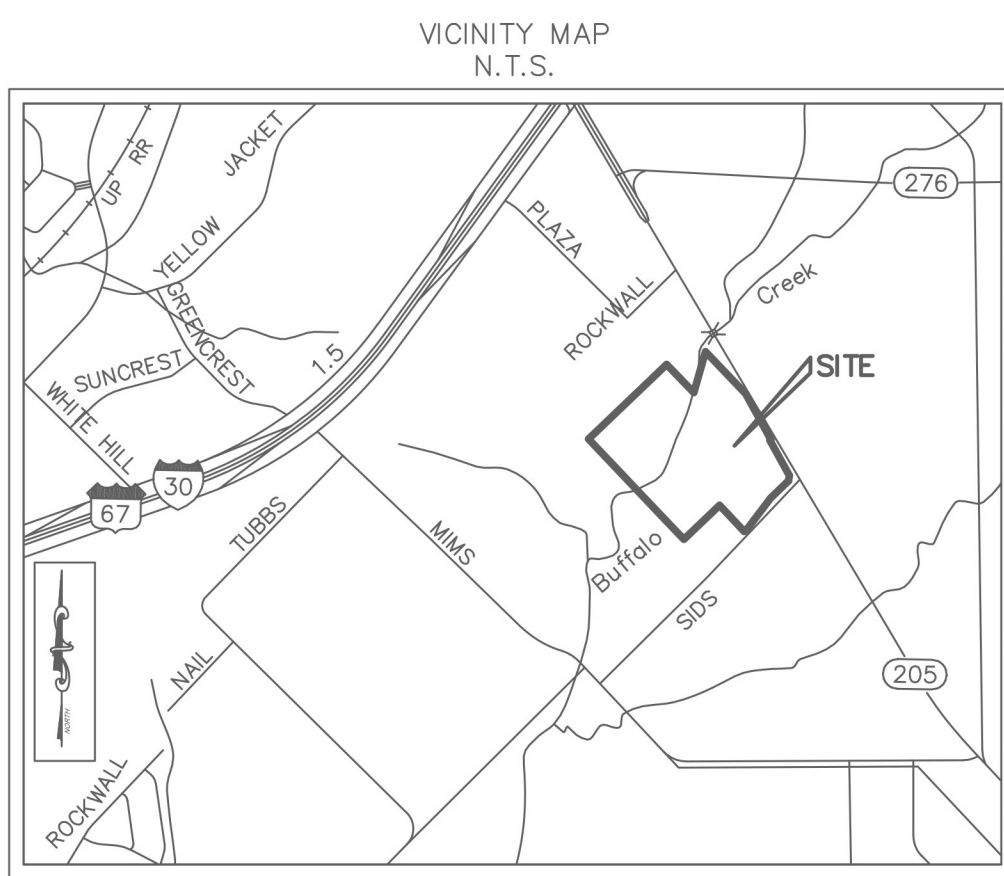 VICINITY MAP
N.T.S.
JACKET
RR
UP
276
PLAZA
YELLOW
Creek
GREENCREST
ROCKWALL
1.5
SUNCREST
SITE
WHITE HILL
30
67
TUBBS
MIMS
Buffalo
SIDS
NAIL
205
NORTH
ROCKWALL